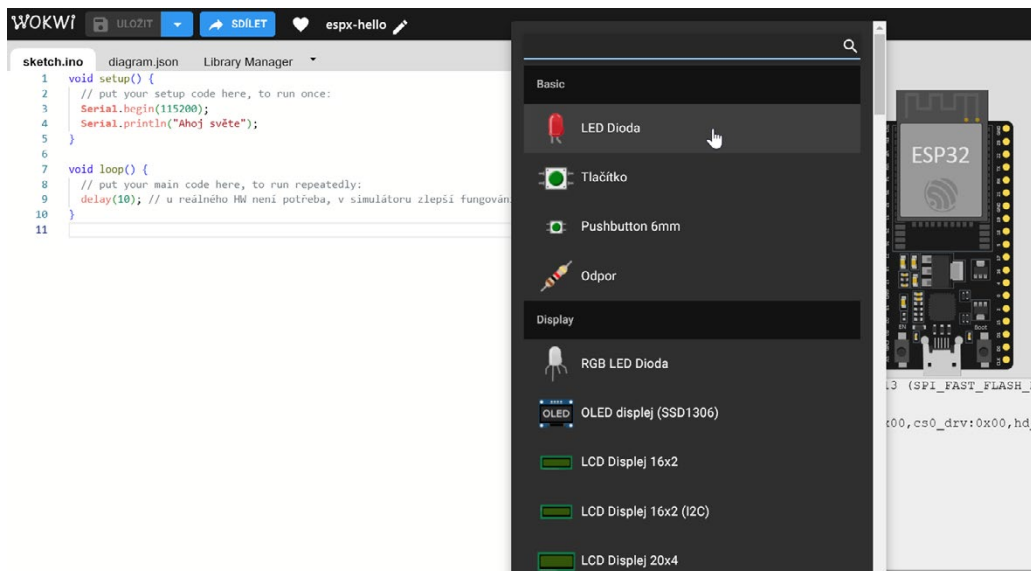 WOKWi ULOŽIT SDÍLET espx-hello
sketch.ino diagram.json Library Manager
1 void setup() {
2 // put your setup code here, to run once:
3 Serial.begin(115200);
4 Serial.println("Ahoj světe");
5 }
6
7 void loop() {
8 // put your main code here, to run repeatedly:
9 delay(10); // u reálného HW není potřeba, v simulátoru zlepší fungován
10 }
11
Basic
LED Dioda
Tlačítko
Pushbutton 6mm
Odpor
Display
RGB LED Dioda
OLED
OLED displej (SSD1306)
LCD Displej 16x2
LCD Displej 16x2 (I2C)
LCD Displej 20x4
ESP32
EN Boot
13 (SPI_FAST_FLASH_
:00,cs0_drv:0x00,hd